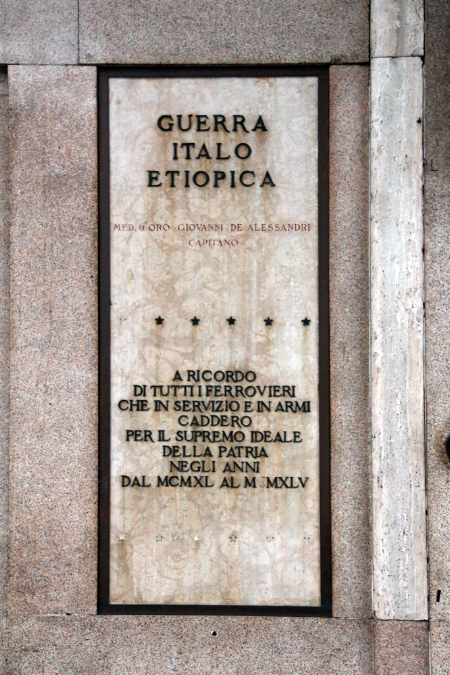 GUERRA
ITALO
ETIOPICA
MED. D'ORO GIOVANNI DE ALESSANDRI
CAPITANO
A RICORDO
DI TUTTI I FERROVIERI
CHE IN SERVIZIO E IN ARMI
CADDERO
PER IL SUPREMO IDEALE
DELLA PATRIA
NEGLI ANNI
DAL MCMXL AL M MXLV